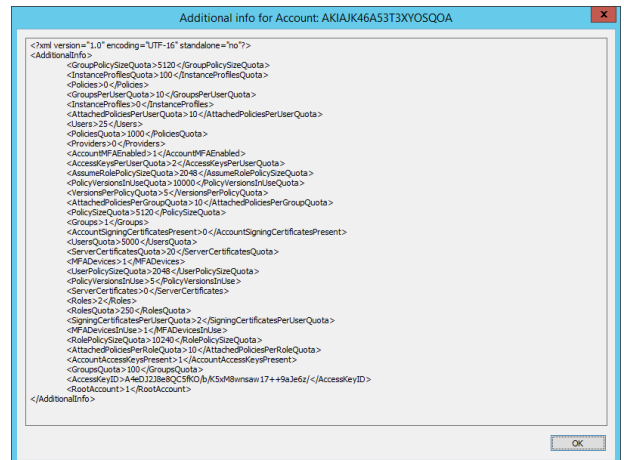 Additional info for Account: AKIAJK46A53T3XYOSQOA
x
<?xml version="1.0" encoding="UTF-16" standalone="no"?>
<AdditionalInfo>
<GroupPolicySizeQuota>5120</GroupPolicySizeQuota>
<InstanceProfilesQuota>100</InstanceProfilesQuota>
<Policies>0</Policies>
<GroupsPerUserQuota>10</GroupsPerUserQuota>
<InstanceProfiles>0</InstanceProfiles>
<AttachedPoliciesPerUserQuota>10</AttachedPoliciesPerUserQuota>
<Users>25</Users>
<PoliciesQuota>1000</PoliciesQuota>
<Providers>0</Providers>
<AccountMFAEnabled>1</AccountMFAEnabled>
<AccessKeysPerUserQuota>2</AccessKeysPerUserQuota>
<AssumeRolePolicySizeQuota>2048</AssumeRolePolicySizeQuota>
<PolicyVersionsInUseQuota>10000</PolicyVersionsInUseQuota>
<VersionsPerPolicyQuota>5</VersionsPerPolicyQuota>
<AttachedPoliciesPerGroupQuota>10</AttachedPoliciesPerGroupQuota>
<PolicySizeQuota>5120</PolicySizeQuota>
<Groups>1</Groups>
<AccountSigningCertificatesPresent>0</AccountSigningCertificatesPresent>
<UsersQuota>5000</UsersQuota>
<ServerCertificatesQuota>20</ServerCertificatesQuota>
<MFADevices>1</MFADevices>
<UserPolicySizeQuota>2048</UserPolicySizeQuota>
<PolicyVersionsInUse>5</PolicyVersionsInUse>
<ServerCertificates>0</ServerCertificates>
<Roles>2</Roles>
<RolesQuota>250</RolesQuota>
<SigningCertificatesPerUserQuota>2</SigningCertificatesPerUserQuota>
<MFADevicesInUse>1</MFADevicesInUse>
<RolePolicySizeQuota>10240</RolePolicySizeQuota>
<AttachedPoliciesPerRoleQuota>10</AttachedPoliciesPerRoleQuota>
<AccountAccessKeysPresent>1</AccountAccessKeysPresent>
<GroupsQuota>100</GroupsQuota>
<AccessKeyID>A4eDJ2J8e8QC5fKO/b/K5xM8wnsaw17++9aJe6z/</AccessKeyID>
<RootAccount>1</RootAccount>
</AdditionalInfo>
OK